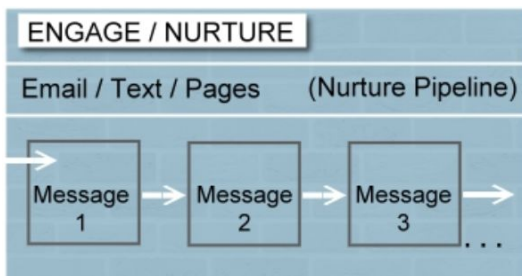 ENGAGE / NURTURE
Email / Text / Pages (Nurture Pipeline)
Message 1
Message 2
Message 3
...